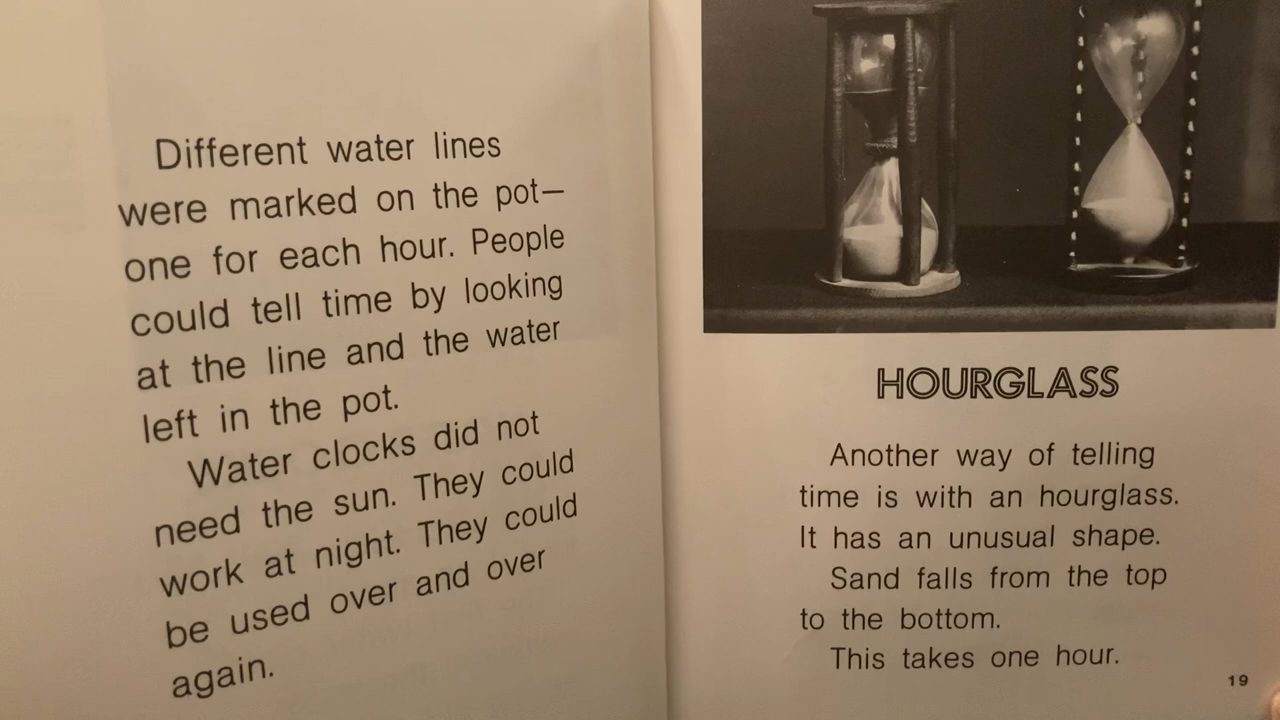 Different water lines
were marked on the pot—
one for each hour. People
could tell time by looking
at the line and the water
left in the pot.
Water clocks did not
need the sun. They could
work at night. They could
be used over and over
again.
HOURGLASS
Another way of telling
time is with an hourglass.
It has an unusual shape.
Sand falls from the top
to the bottom.
This takes one hour.
19